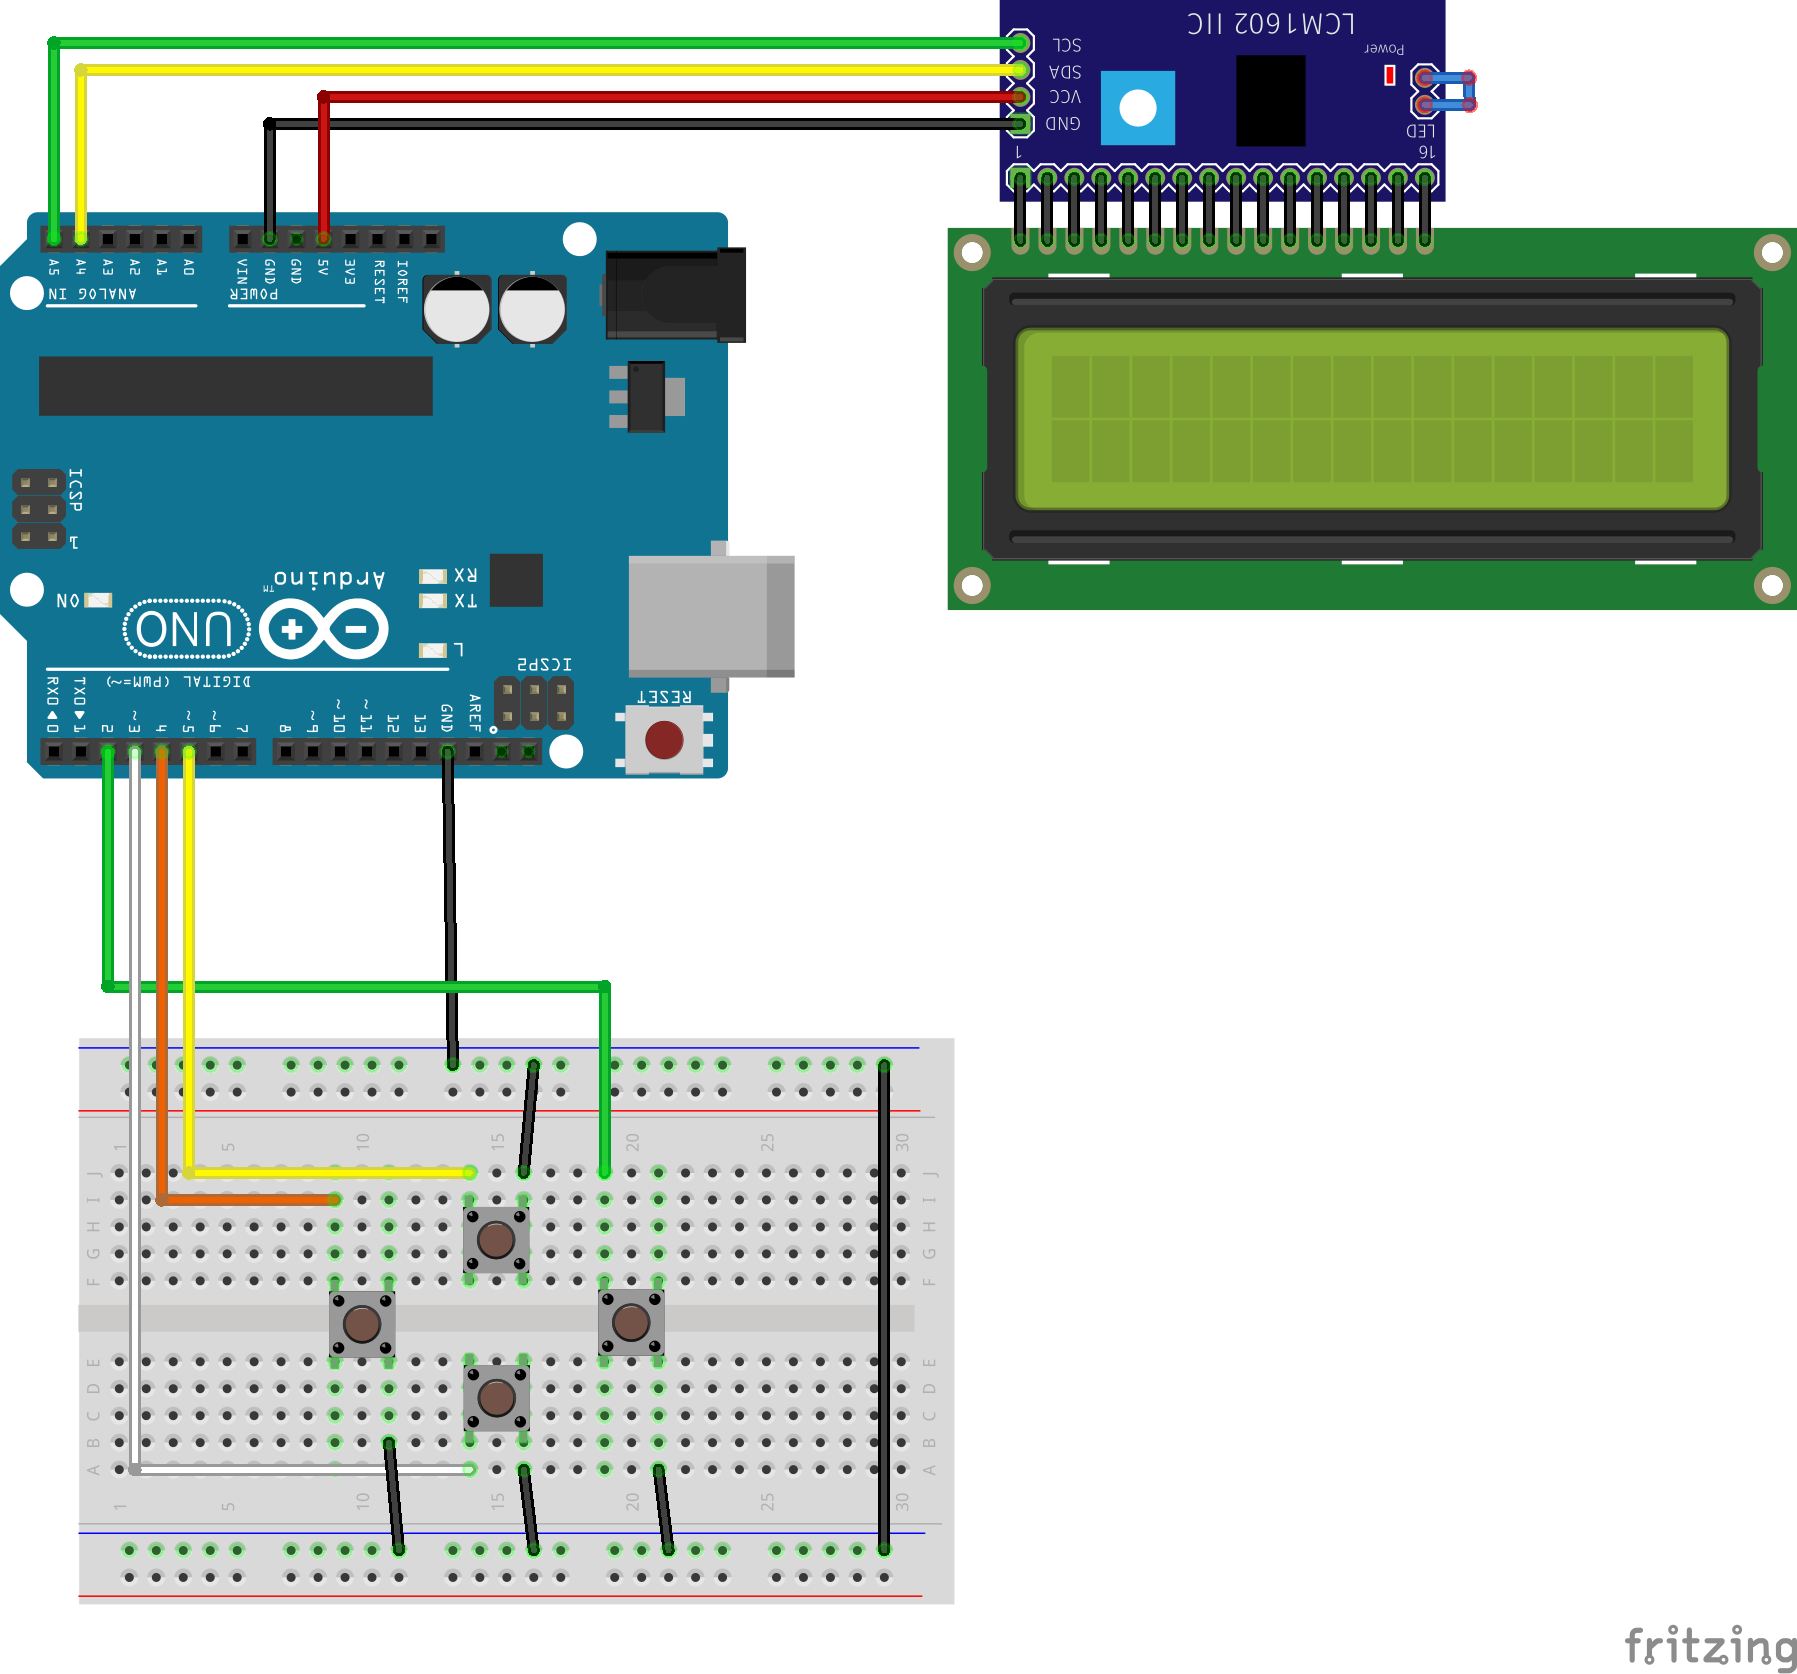 LCM1602 IIC
SCL
SDA
VCC
GND
Power
LED
1
16
A5
A4
A3
A2
A1
A0
VIN
GND
GND
5V
3V3
RESET
IOREF
ANALOG IN
POWER
ICSP
1
Arduino
TM
UNO
ON
RX
TX
L
ICSP2
RESET
DIGITAL (PWM=~)
RX0 ◀ 0
TX0 ▶ 1
2
~3
4
~5
~6
7
8
~9
~10
~11
12
13
GND
AREF
1 5 10 15 20 25 30
J J
I I
H H
G G
F F
E E
D D
C C
B B
A A
1 5 10 15 20 25 30
fritzing